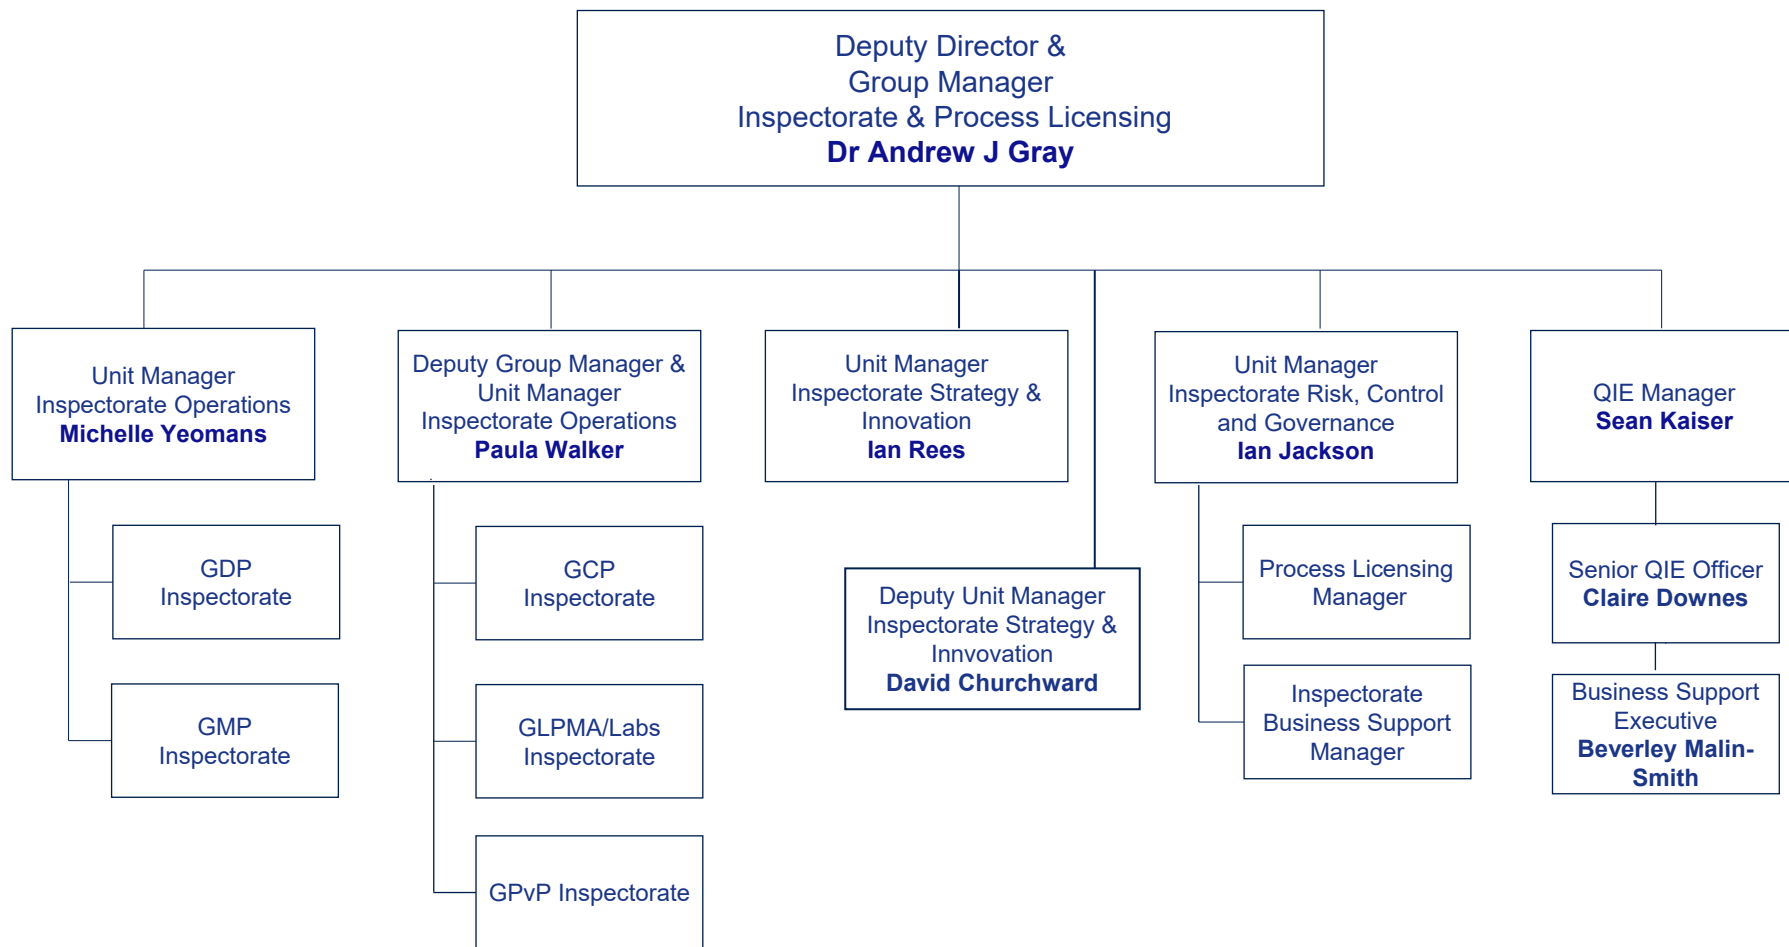 Deputy Director &
Group Manager
Inspectorate & Process Licensing
Dr Andrew J Gray
Unit Manager
Inspectorate Operations
Michelle Yeomans
Deputy Group Manager &
Unit Manager
Inspectorate Operations
Paula Walker
Unit Manager
Inspectorate Strategy &
Innovation
Ian Rees
Unit Manager
Inspectorate Risk, Control
and Governance
Ian Jackson
QIE Manager
Sean Kaiser
GDP
Inspectorate
GMP
Inspectorate
GCP
Inspectorate
GLPMA/Labs
Inspectorate
GPvP Inspectorate
Deputy Unit Manager
Inspectorate Strategy &
Innvovation
David Churchward
Process Licensing
Manager
Inspectorate
Business Support
Manager
Senior QIE Officer
Claire Downes
Business Support
Executive
Beverley Malin-
Smith